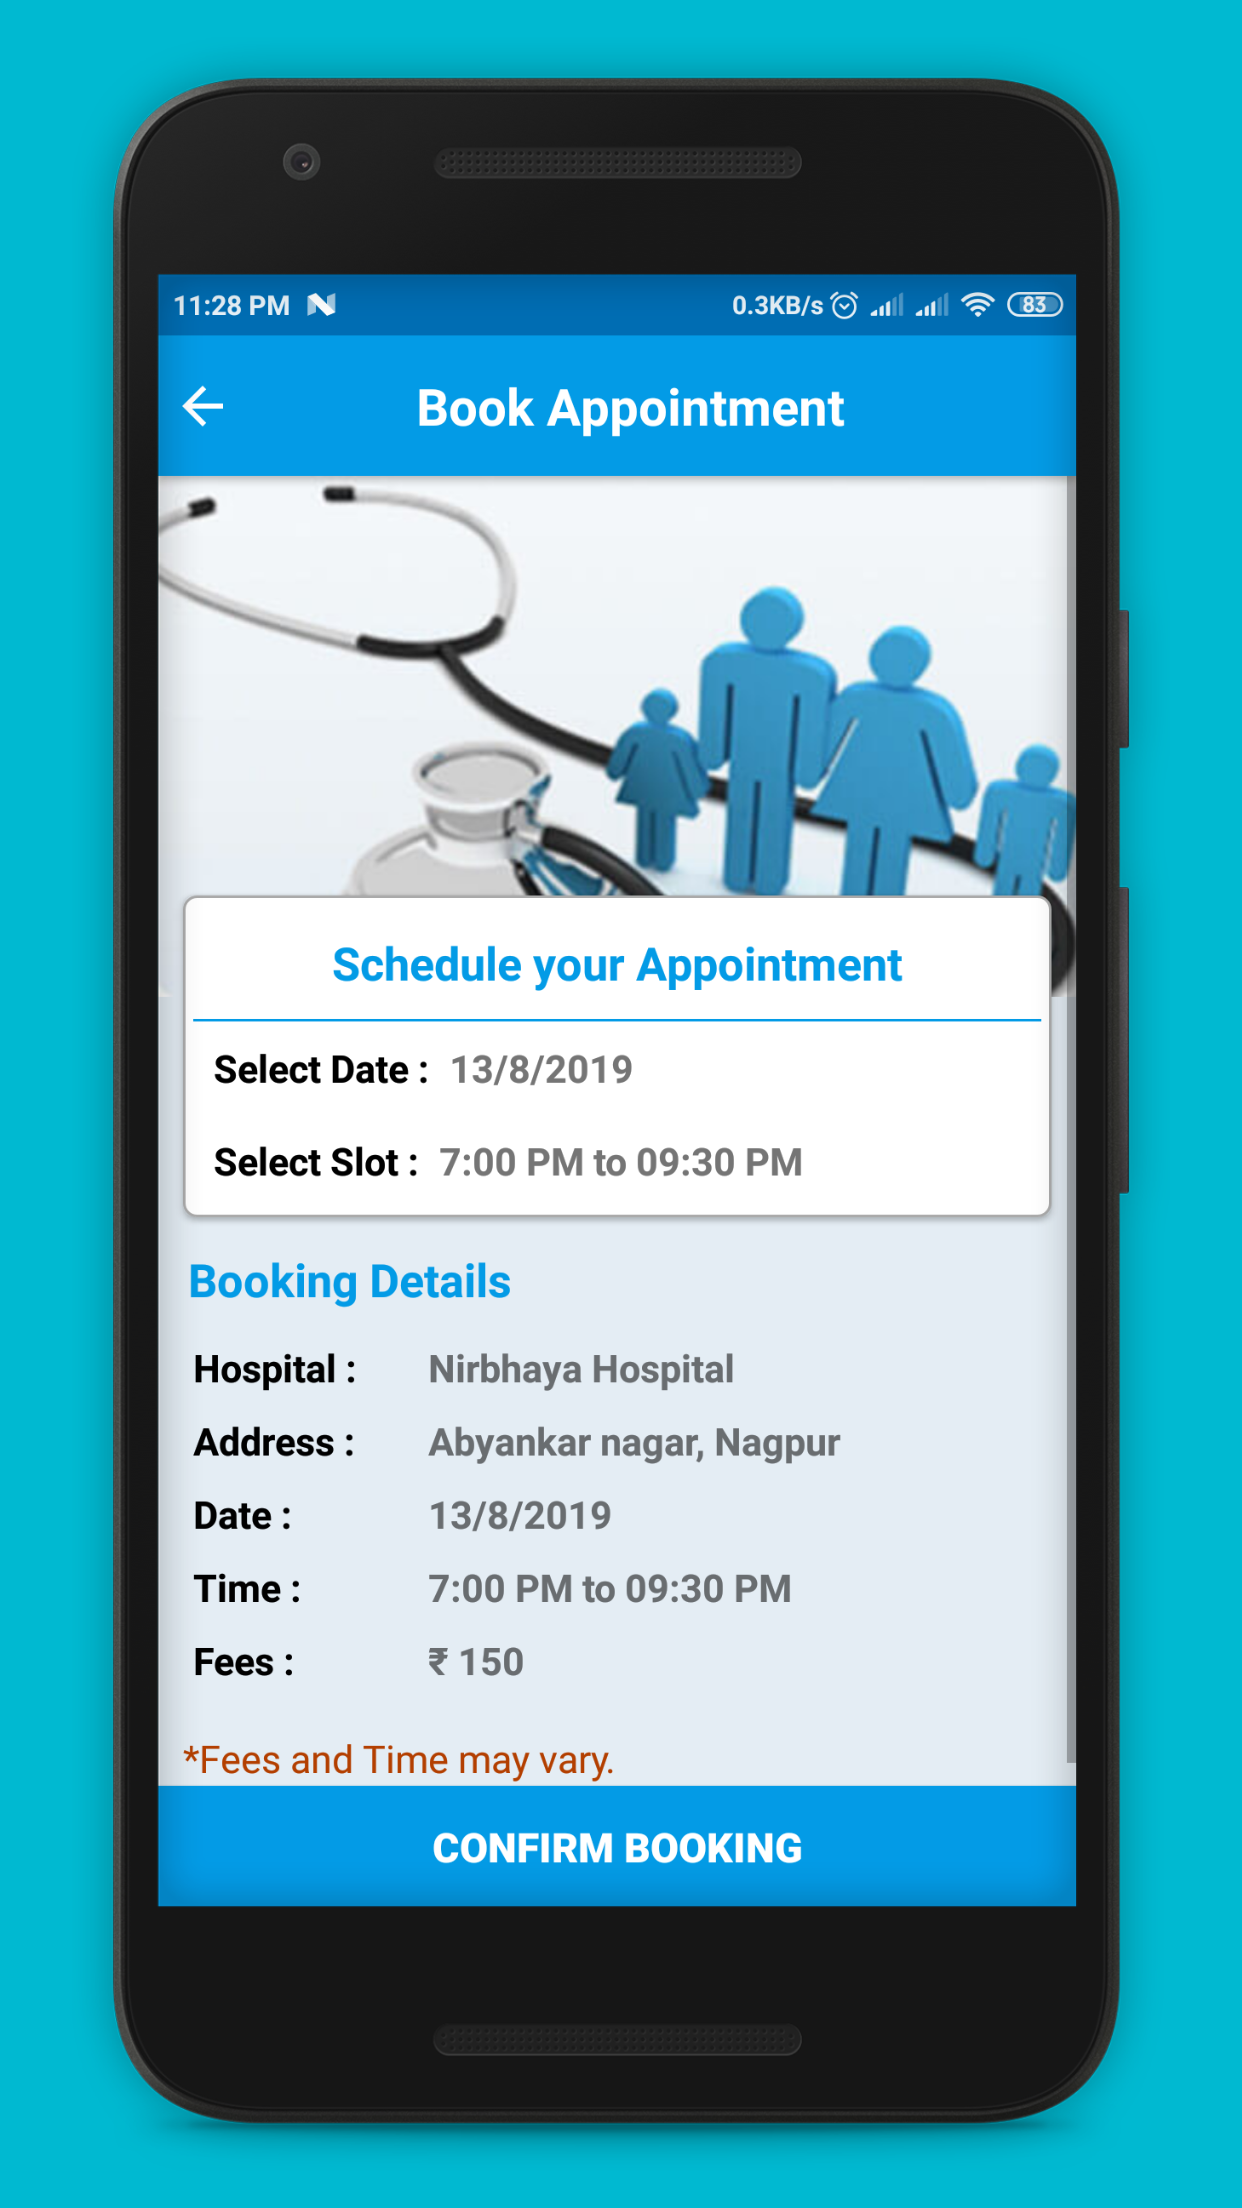 11:28 PM
0.3KB/s
83
Book Appointment
Schedule your Appointment
Select Date : 13/8/2019
Select Slot : 7:00 PM to 09:30 PM
Booking Details
Hospital : Nirbhaya Hospital
Address : Abyankar nagar, Nagpur
Date : 13/8/2019
Time : 7:00 PM to 09:30 PM
Fees : ₹ 150
*Fees and Time may vary.
CONFIRM BOOKING